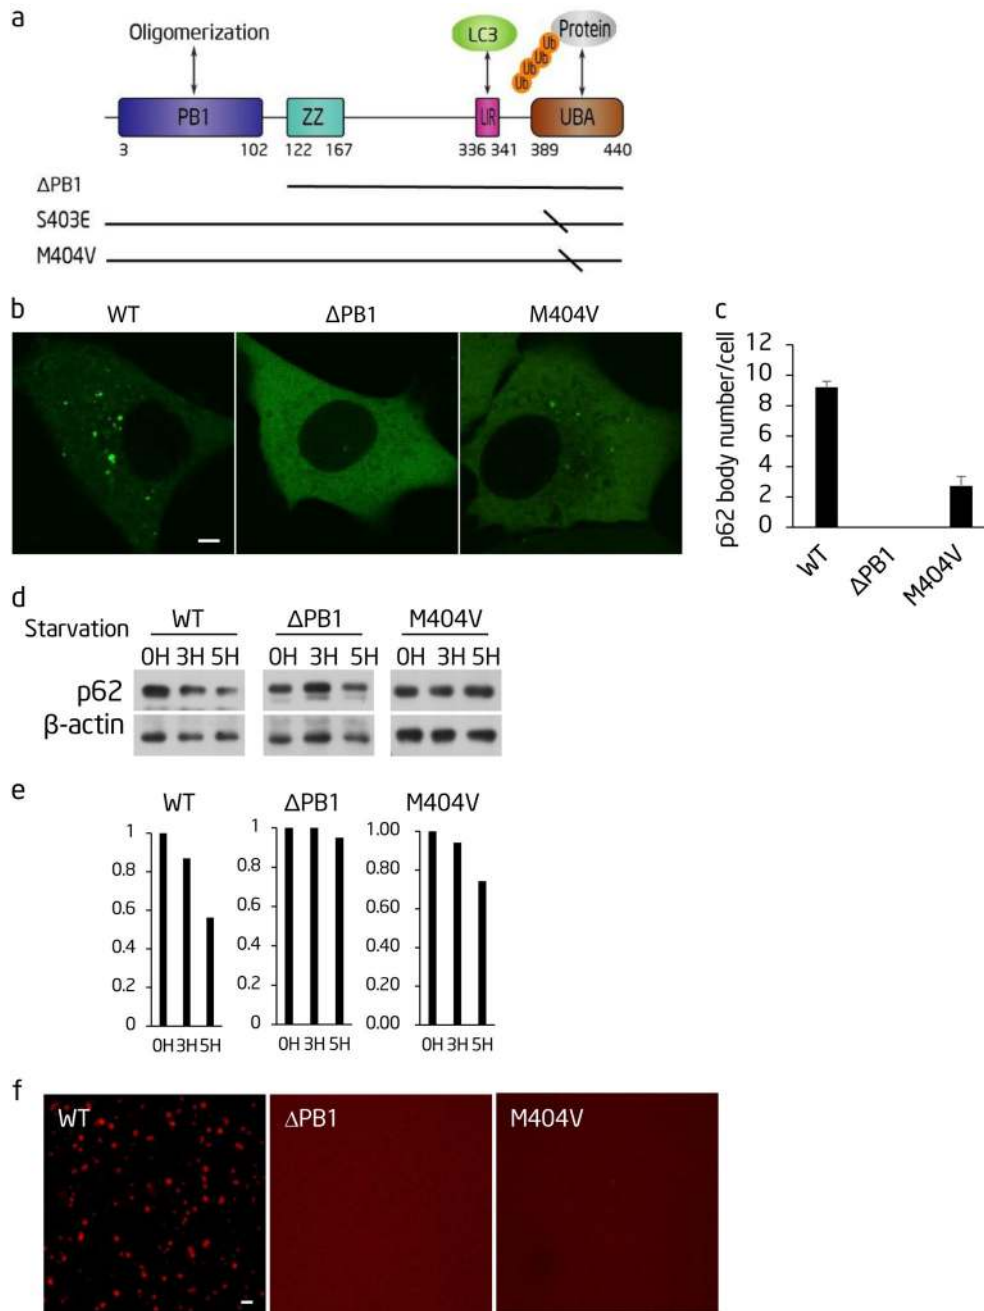 a
Oligomerization
LC3
Protein
Ub
Ub
Ub
Ub
PB1
ZZ
LIR
UBA
3 102 122 167 336 341 389 440
ΔPB1
S403E
M404V
b
WT ΔPB1 M404V
c
p62 body number/cell
12
10
8
6
4
2
0
WT ΔPB1 M404V
d
Starvation
WT ΔPB1 M404V
0H 3H 5H 0H 3H 5H 0H 3H 5H
p62
β-actin
e
WT ΔPB1 M404V
1 1 1.00
0.8 0.8 0.80
0.6 0.6 0.60
0.4 0.4 0.40
0.2 0.2 0.20
0 0 0.00
0H 3H 5H 0H 3H 5H 0H 3H 5H
f
WT ΔPB1 M404V